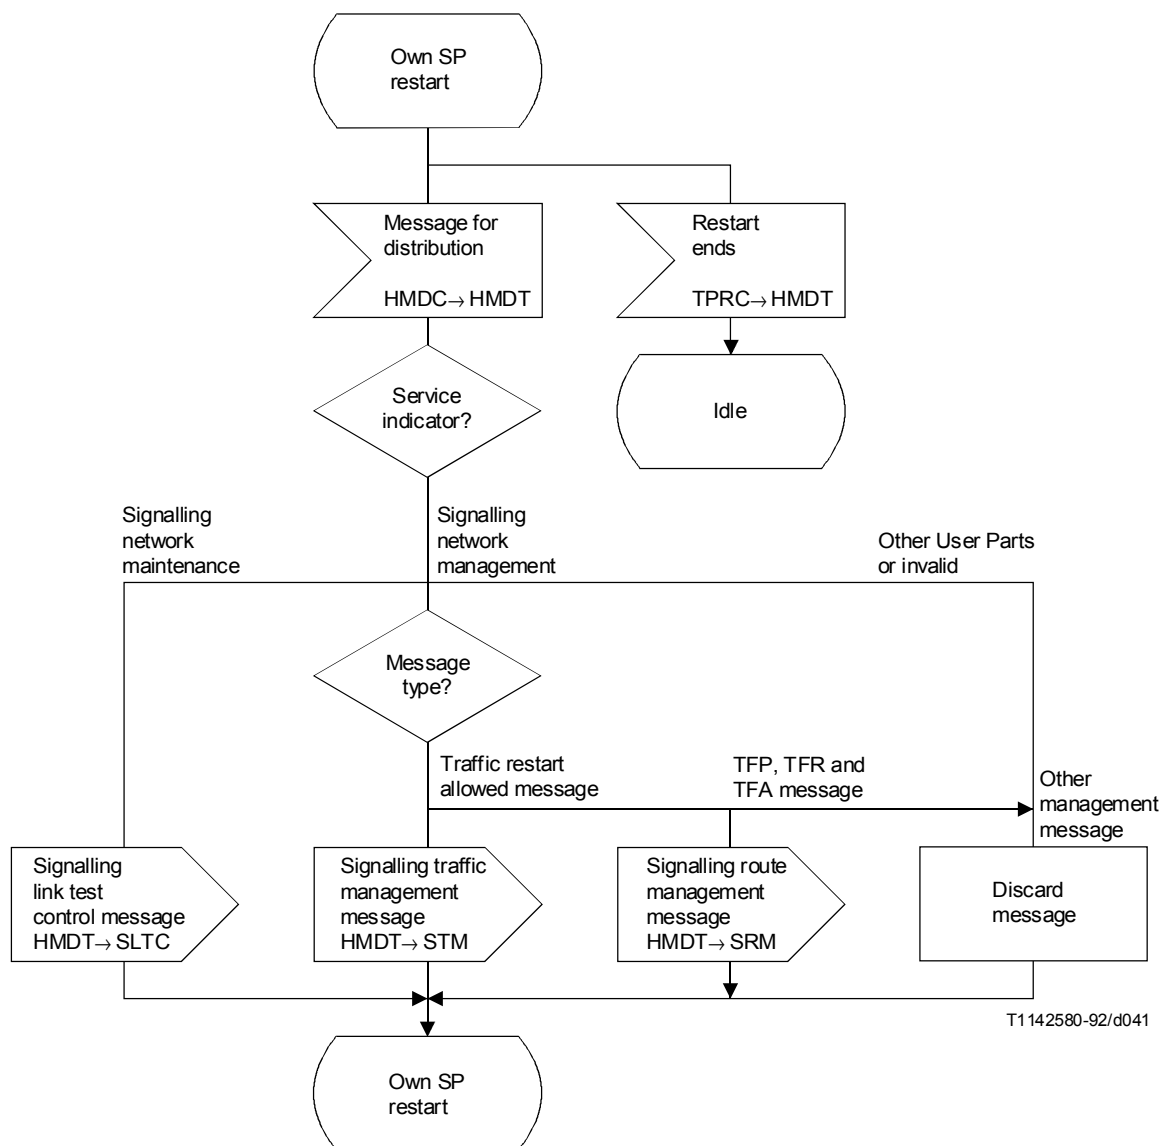 Own SP
restart
Message for
distribution
HMDC→HMDT
Restart
ends
TPRC→HMDT
Service
indicator?
Idle
Signalling
network
maintenance
Signalling
network
management
Other User Parts
or invalid
Message
type?
Traffic restart
allowed message
TFP, TFR and
TFA message
Other
management
message
Signalling
link test
control message
HMDT→SLTC
Signalling traffic
management
message
HMDT→STM
Signalling route
management
message
HMDT→SRM
Discard
message
T1142580-92/d041
Own SP
restart